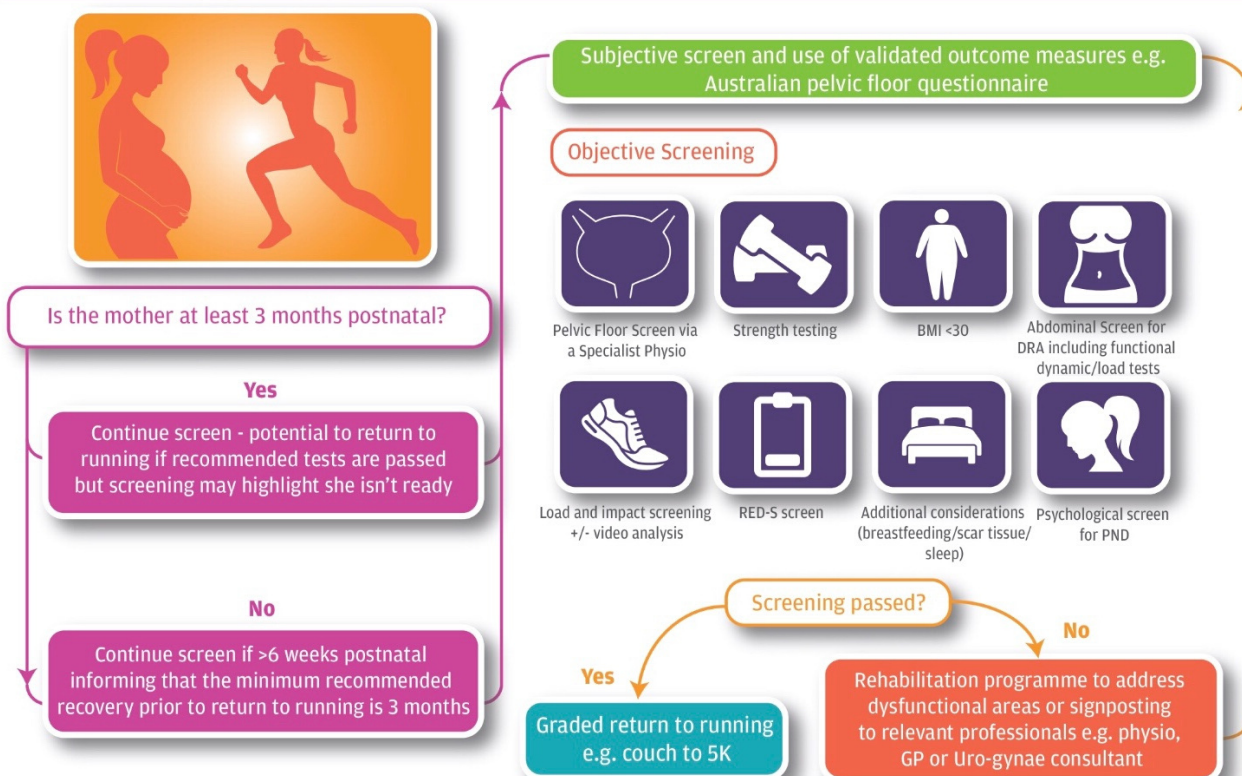 Is the mother at least 3 months postnatal?
Yes
Continue screen - potential to return to
running if recommended tests are passed
but screening may highlight she isn't ready
No
Continue screen if >6 weeks postnatal
informing that the minimum recommended
recovery prior to return to running is 3 months
Subjective screen and use of validated outcome measures e.g.
Australian pelvic floor questionnaire
Objective Screening
Pelvic Floor Screen via
a Specialist Physio
Strength testing
BMI <30
Abdominal Screen for
DRA including functional
dynamic/load tests
Load and impact screening
+/- video analysis
RED-S screen
Additional considerations
(breastfeeding/scar tissue/
sleep)
Psychological screen
for PND
Screening passed?
Yes
Graded return to running
e.g. couch to 5K
No
Rehabilitation programme to address
dysfunctional areas or signposting
to relevant professionals e.g. physio,
GP or Uro-gynae consultant